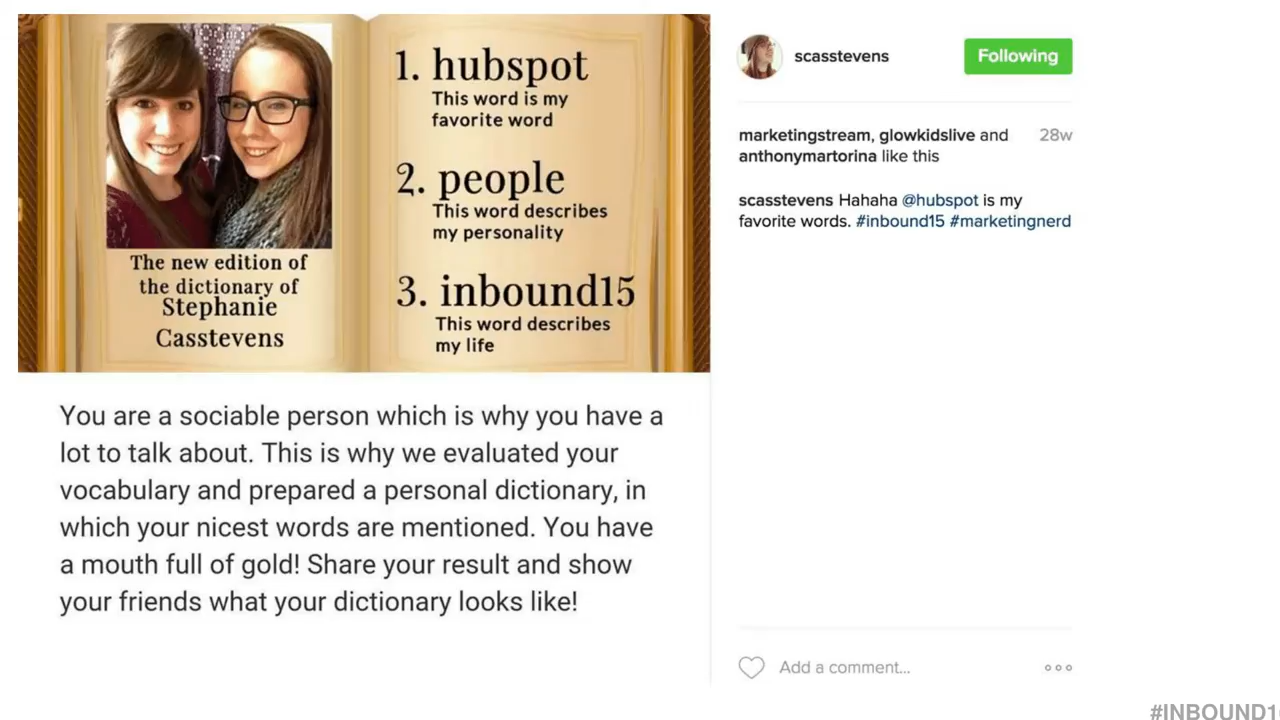 The new edition of
the dictionary of
Stephanie
Casstevens
1. hubspot
This word is my
favorite word
2. people
This word describes
my personality
3. inbound15
This word describes
my life
You are a sociable person which is why you have a
lot to talk about. This is why we evaluated your
vocabulary and prepared a personal dictionary, in
which your nicest words are mentioned. You have
a mouth full of gold! Share your result and show
your friends what your dictionary looks like!
scasstevens
Following
marketingstream, glowkidslive and 28w
anthonymartorina like this
scasstevens Hahaha @hubspot is my
favorite words. #inbound15 #marketingnerd
Add a comment...